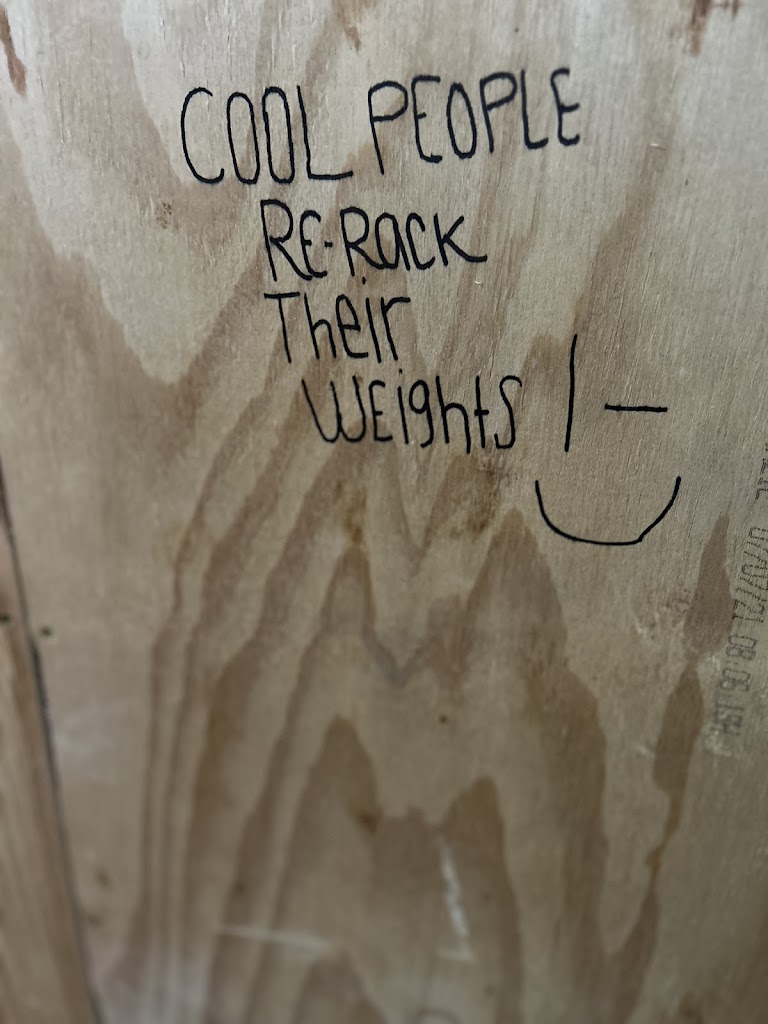 COOL PEOPLE
RE-RACK
Their
WEights